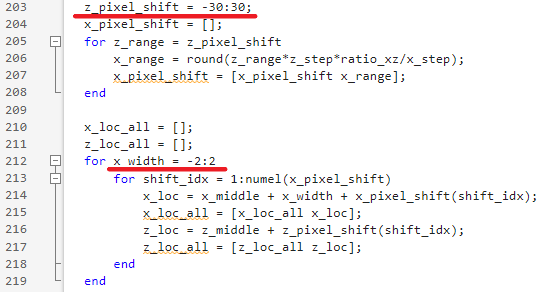 203 z_pixel_shift = -30:30;
204 x_pixel_shift = [];
205 for z_range = z_pixel_shift
206 x_range = round(z_range*z_step*ratio_xz/x_step);
207 x_pixel_shift = [x_pixel_shift x_range];
208 end
209
210 x_loc_all = [];
211 z_loc_all = [];
212 for x_width = -2:2
213 for shift_idx = 1:numel(x_pixel_shift)
214 x_loc = x_middle + x_width + x_pixel_shift(shift_idx);
215 x_loc_all = [x_loc_all x_loc];
216 z_loc = z_middle + z_pixel_shift(shift_idx);
217 z_loc_all = [z_loc_all z_loc];
218 end
219 end